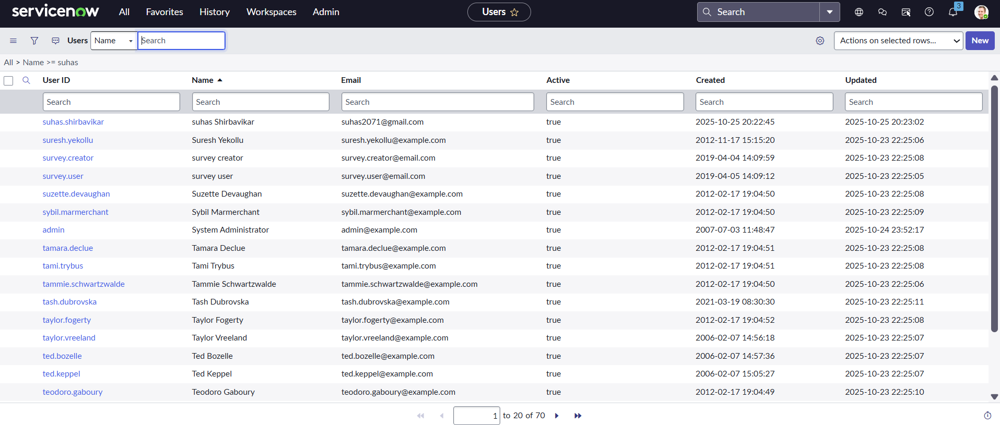 servicenow All Favorites History Workspaces Admin Users Search 3
Users Name Search Actions on selected rows... New
All > Name >= suhas
User ID Name Email Active Created Updated
Search Search Search Search Search Search
suhas.shirbavikar suhas Shirbavikar suhas2071@gmail.com true 2025-10-25 20:22:45 2025-10-25 20:23:02
suresh.yekollu Suresh Yekollu suresh.yekollu@example.com true 2012-11-17 15:15:20 2025-10-23 22:25:06
survey.creator survey creator survey.creator@email.com true 2019-04-04 14:09:59 2025-10-23 22:25:08
survey.user survey user survey.user@email.com true 2019-04-05 14:09:12 2025-10-23 22:25:05
suzette.devaughan Suzette Devaughan suzette.devaughan@example.com true 2012-02-17 19:04:50 2025-10-23 22:25:08
sybil.marmerchant Sybil Marmerchant sybil.marmerchant@example.com true 2012-02-17 19:04:50 2025-10-23 22:25:09
admin System Administrator admin@example.com true 2007-07-03 11:48:47 2025-10-24 23:52:17
tamara.declue Tamara Declue tamara.declue@example.com true 2012-02-17 19:04:51 2025-10-23 22:25:08
tami.trybus Tami Trybus tami.trybus@example.com true 2012-02-17 19:04:51 2025-10-23 22:25:08
tammie.schwartzwalde Tammie Schwartzwalde tammie.schwartzwalde@example.com true 2012-02-17 19:04:50 2025-10-23 22:25:06
tash.dubrovska Tash Dubrovska tash.dubrovska@example.com true 2021-03-19 08:30:30 2025-10-23 22:25:11
taylor.fogerty Taylor Fogerty taylor.fogerty@example.com true 2012-02-17 19:04:52 2025-10-23 22:25:08
taylor.vreeland Taylor Vreeland taylor.vreeland@example.com true 2006-02-07 14:56:18 2025-10-23 22:25:07
ted.bozelle Ted Bozelle ted.bozelle@example.com true 2006-02-07 14:57:36 2025-10-23 22:25:07
ted.keppel Ted Keppel ted.keppel@example.com true 2006-02-07 15:05:27 2025-10-23 22:25:07
teodoro.gaboury Teodoro Gaboury teodoro.gaboury@example.com true 2012-02-17 19:04:49 2025-10-23 22:25:10
1 to 20 of 70